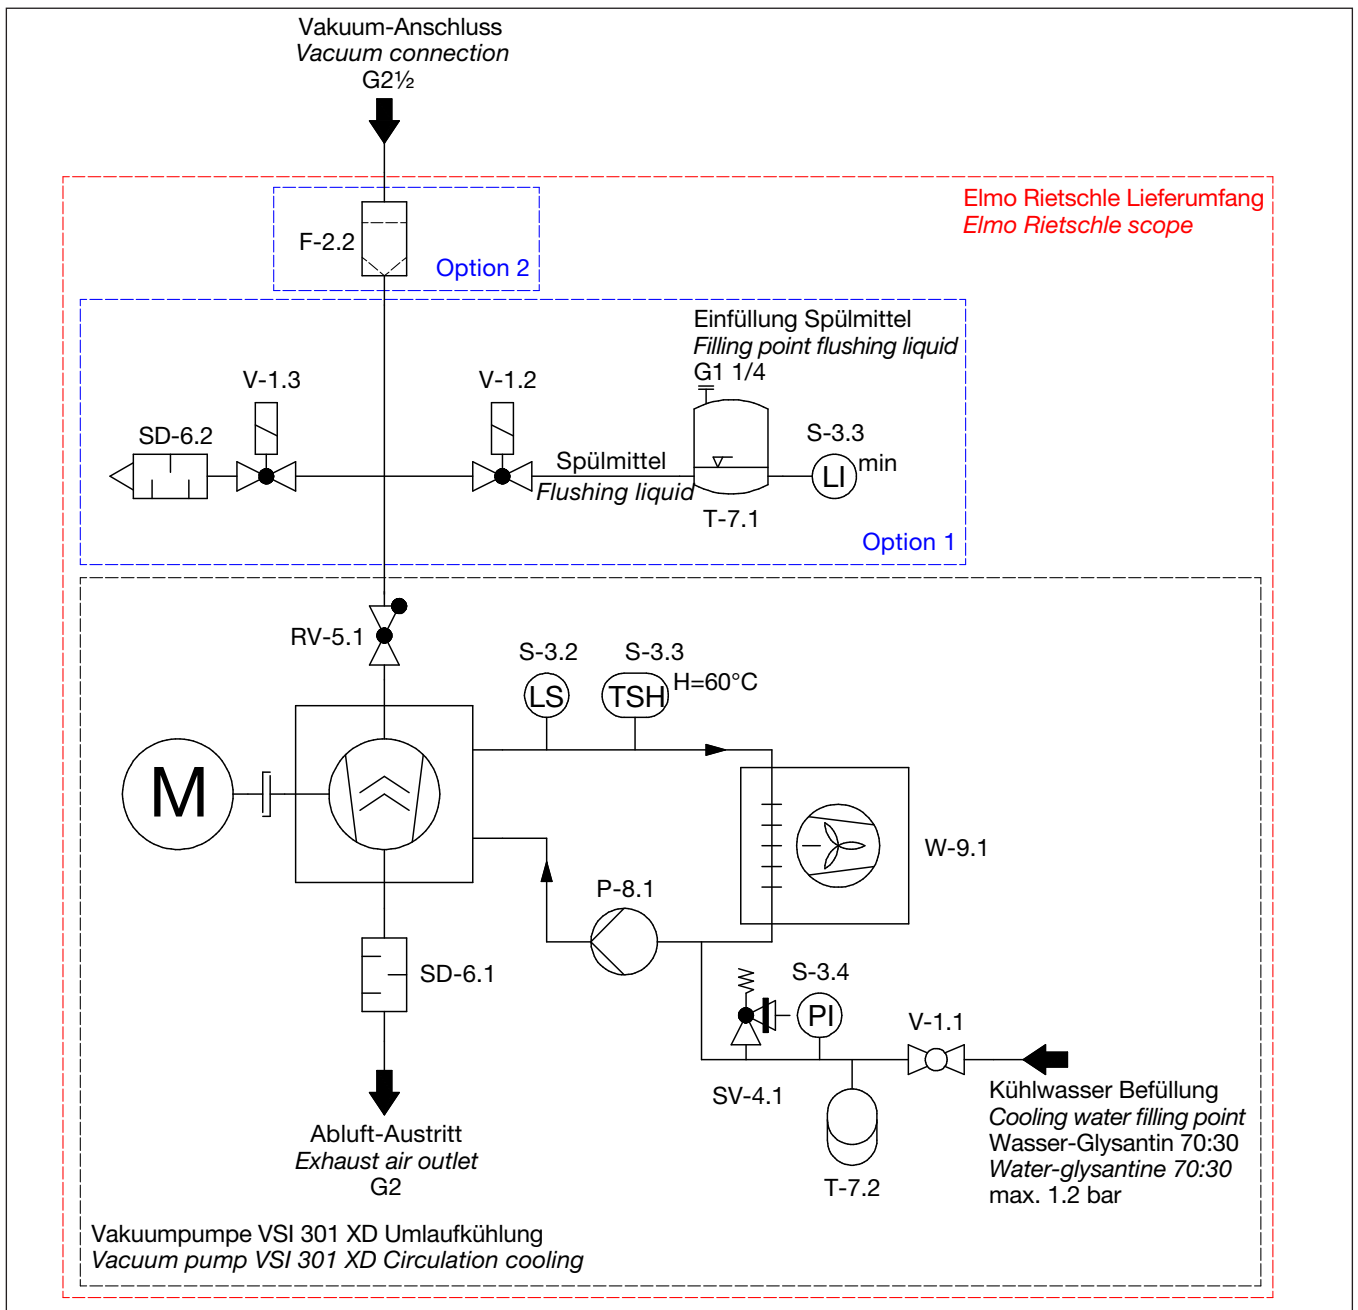 Vakuum-Anschluss
Vacuum connection
G2½
Elmo Rietschle Lieferumfang
Elmo Rietschle scope
F-2.2
Option 2
Einfüllung Spülmittel
Filling point flushing liquid
G1 1/4
V-1.3
V-1.2
SD-6.2
S-3.3
min
LI
Spülmittel
Flushing liquid
T-7.1
Option 1
RV-5.1
S-3.2
S-3.3
LS
TSH
H=60°C
M
W-9.1
P-8.1
SD-6.1
S-3.4
PI
V-1.1
SV-4.1
T-7.2
Kühlwasser Befüllung
Cooling water filling point
Wasser-Glysantin 70:30
Water-glysantine 70:30
max. 1.2 bar
Abluft-Austritt
Exhaust air outlet
G2
Vakuumpumpe VSI 301 XD Umlaufkühlung
Vacuum pump VSI 301 XD Circulation cooling